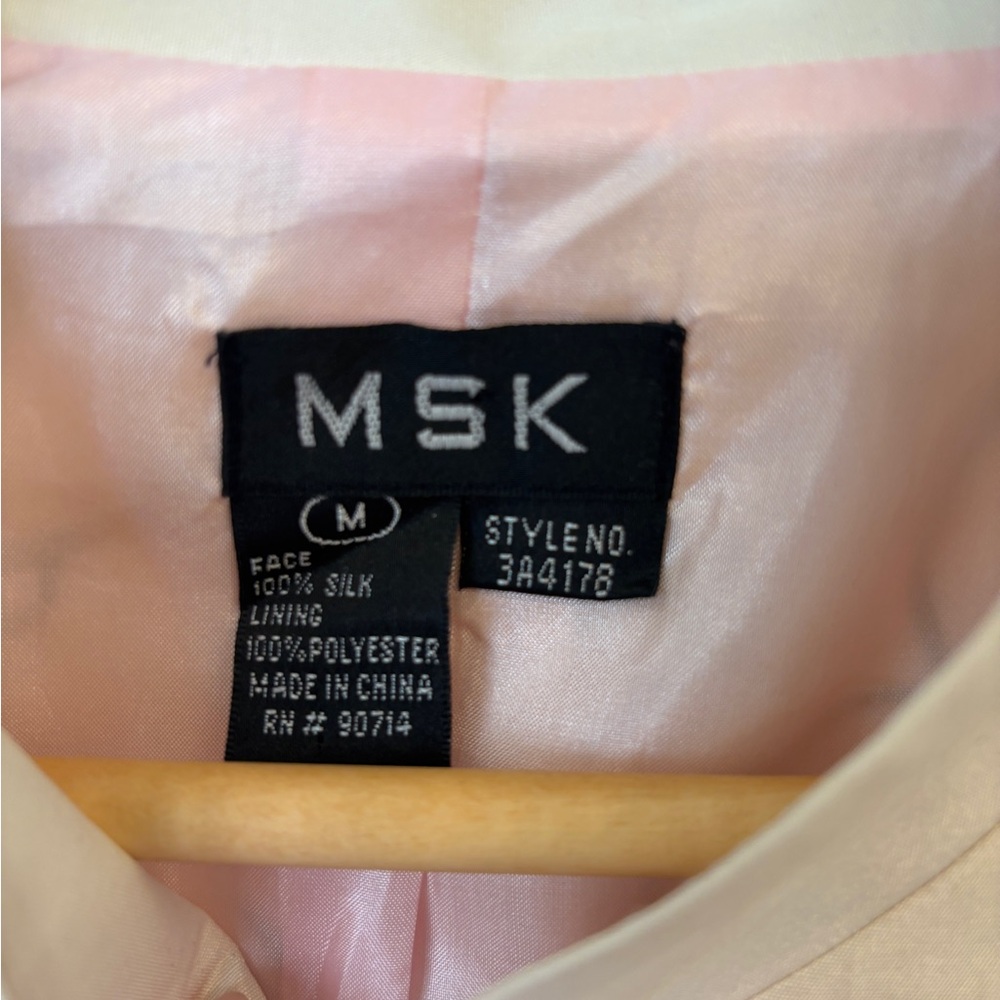 MSK
M
FACE
100% SILK
LINING
100% POLYESTER
MADE IN CHINA
RN # 90714
STYLE NO.
3A4178